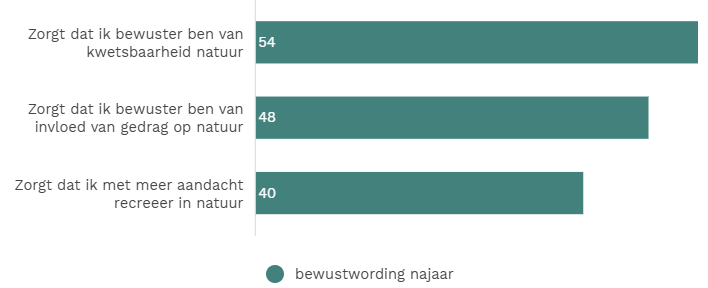 Zorgt dat ik bewuster ben van
kwetsbaarheid natuur
54
Zorgt dat ik bewuster ben van
invloed van gedrag op natuur
48
Zorgt dat ik met meer aandacht
recreeer in natuur
40
bewustwording najaar